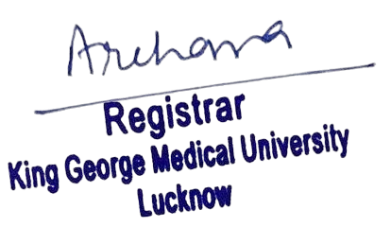 Archana
Registrar
King George Medical University
Lucknow